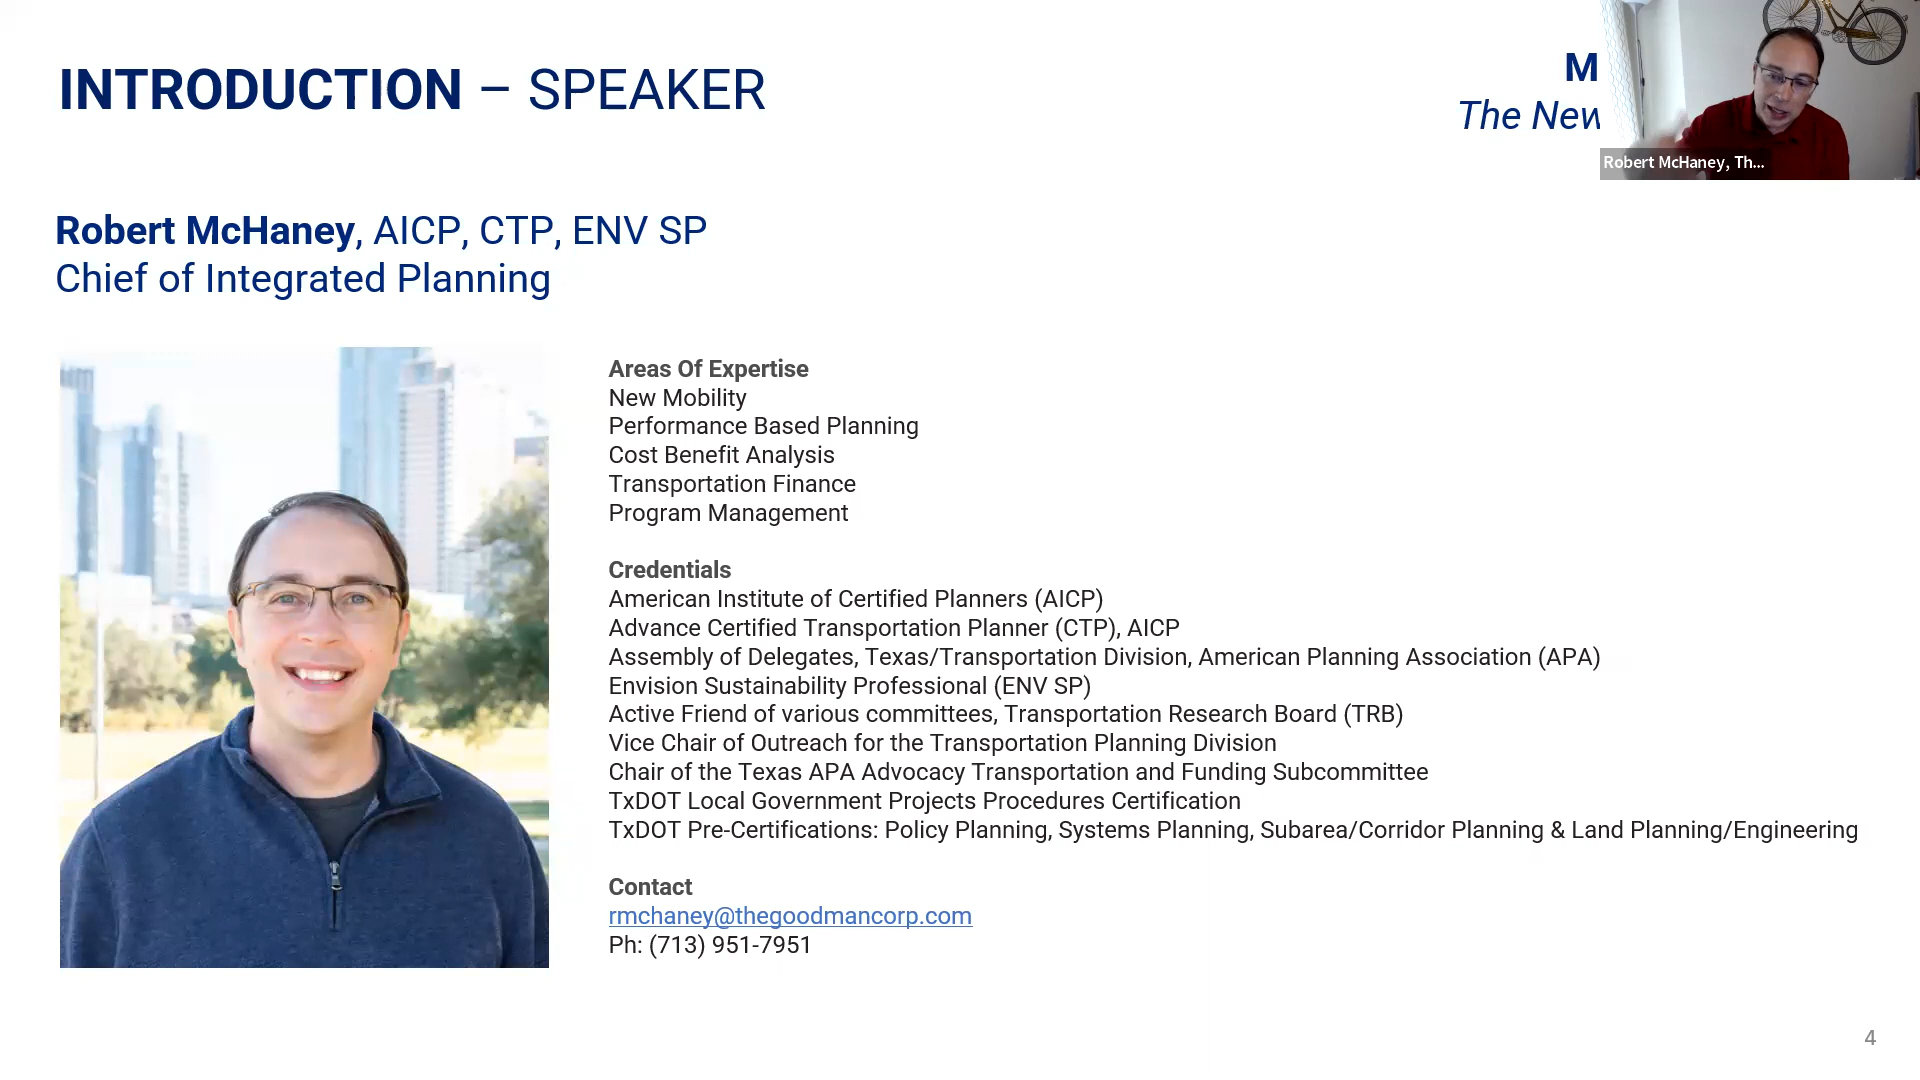 INTRODUCTION – SPEAKER
M
The New
Robert McHaney, Th...
Robert McHaney, AICP, CTP, ENV SP
Chief of Integrated Planning
Areas Of Expertise
New Mobility
Performance Based Planning
Cost Benefit Analysis
Transportation Finance
Program Management
Credentials
American Institute of Certified Planners (AICP)
Advance Certified Transportation Planner (CTP), AICP
Assembly of Delegates, Texas/Transportation Division, American Planning Association (APA)
Envision Sustainability Professional (ENV SP)
Active Friend of various committees, Transportation Research Board (TRB)
Vice Chair of Outreach for the Transportation Planning Division
Chair of the Texas APA Advocacy Transportation and Funding Subcommittee
TxDOT Local Government Projects Procedures Certification
TxDOT Pre-Certifications: Policy Planning, Systems Planning, Subarea/Corridor Planning & Land Planning/Engineering
Contact
rmchaney@thegoodmancorp.com
Ph: (713) 951-7951
4